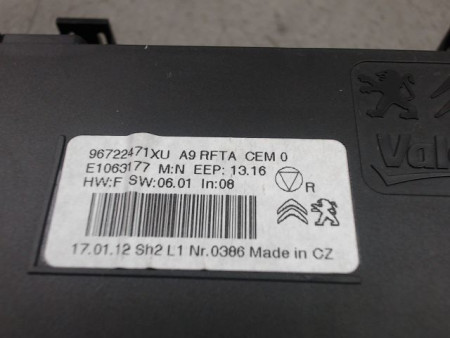 96722471XU A9 RFTA CEM 0
E1063177 M:N EEP: 13.16
HW:F SW:06.01 In:08
R
17.01.12 Sh2 L1 Nr.0386 Made in CZ